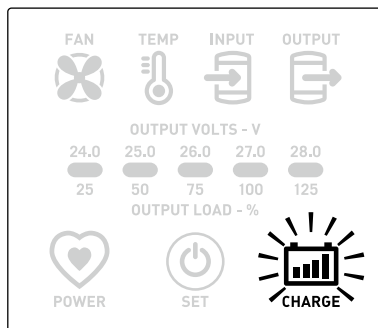 FAN TEMP INPUT OUTPUT
OUTPUT VOLTS - V
24.0 25.0 26.0 27.0 28.0
25 50 75 100 125
OUTPUT LOAD - %
POWER SET CHARGE